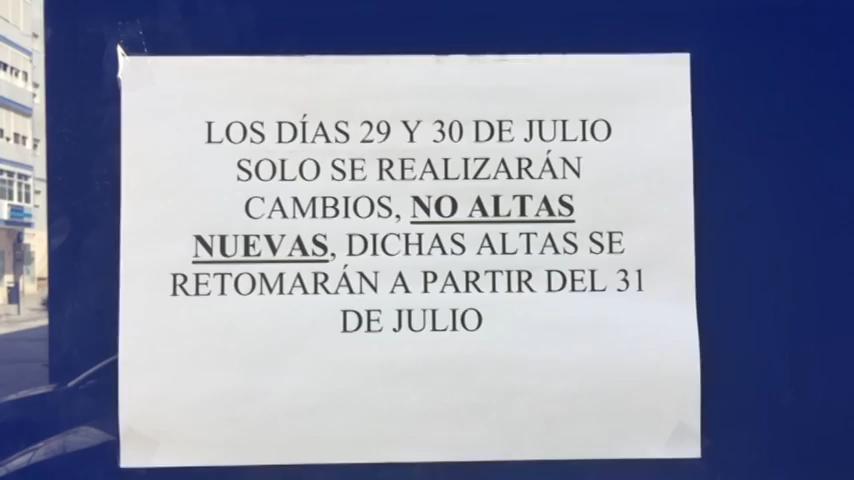 LOS DÍAS 29 Y 30 DE JULIO
SOLO SE REALIZARÁN
CAMBIOS, NO ALTAS
NUEVAS, DICHAS ALTAS SE
RETOMARÁN A PARTIR DEL 31
DE JULIO